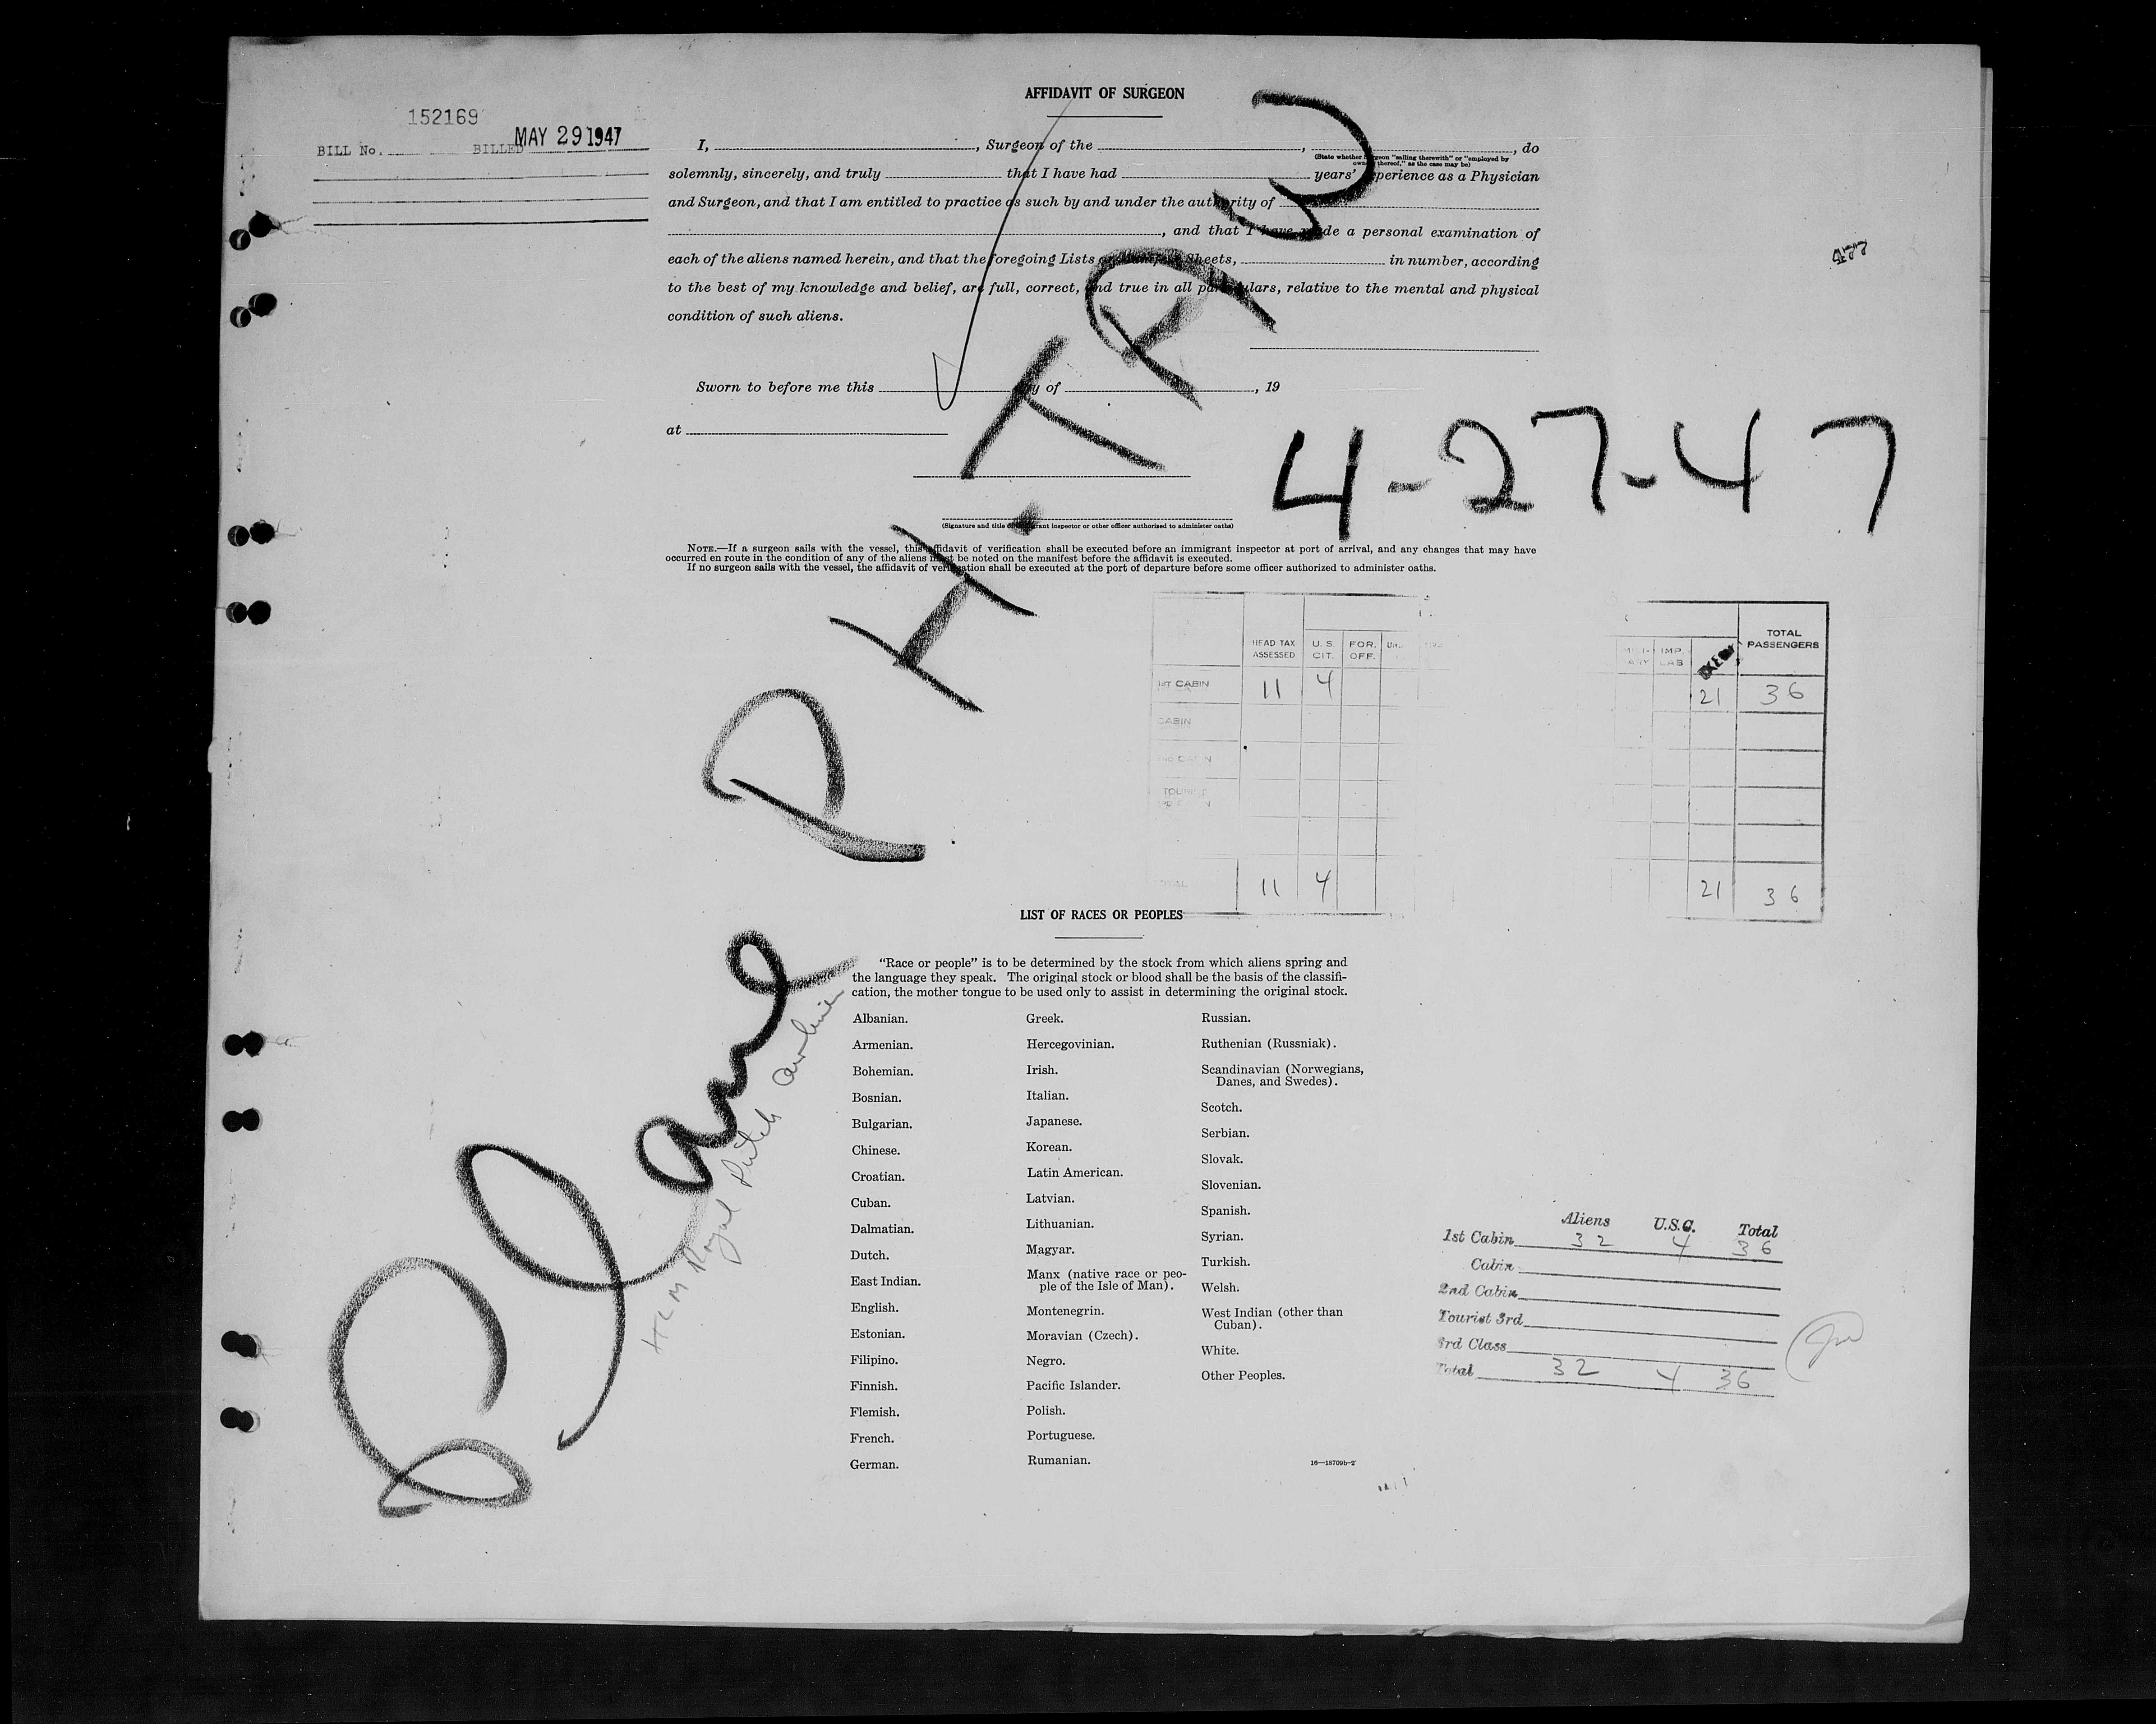 AFFIDAVIT OF SURGEON
152169
BILL No. BILLED MAY 29 1947
I, , Surgeon of the , , do
(State whether surgeon "sailing therewith" or "employed by
owners thereof," as the case may be)
solemnly, sincerely, and truly that I have had years' experience as a Physician
and Surgeon, and that I am entitled to practice as such by and under the authority of
, and that I have made a personal examination of
each of the aliens named herein, and that the foregoing Lists or Manifest Sheets, in number, according
to the best of my knowledge and belief, are full, correct, and true in all particulars, relative to the mental and physical
condition of such aliens.
477
Sworn to before me this day of , 19
at
4-27-47
(Signature and title of immigrant inspector or other officer authorized to administer oaths)
NOTE.—If a surgeon sails with the vessel, this affidavit of verification shall be executed before an immigrant inspector at port of arrival, and any changes that may have
occurred en route in the condition of any of the aliens must be noted on the manifest before the affidavit is executed.
If no surgeon sails with the vessel, the affidavit of verification shall be executed at the port of departure before some officer authorized to administer oaths.
Plane PH-TAW
KLM Royal Dutch Airlines
HEAD TAX ASSESSED U. S. CIT. FOR. OFF. IMP. LAB EXEM TOTAL PASSENGERS
CABIN 11 4 21 36
CABIN
TOTAL 11 4 21 36
LIST OF RACES OR PEOPLES
"Race or people" is to be determined by the stock from which aliens spring and
the language they speak. The original stock or blood shall be the basis of the classifi-
cation, the mother tongue to be used only to assist in determining the original stock.
Albanian.
Armenian.
Bohemian.
Bosnian.
Bulgarian.
Chinese.
Croatian.
Cuban.
Dalmatian.
Dutch.
East Indian.
English.
Estonian.
Filipino.
Finnish.
Flemish.
French.
German.
Greek.
Hercegovinian.
Irish.
Italian.
Japanese.
Korean.
Latin American.
Latvian.
Lithuanian.
Magyar.
Manx (native race or peo-
ple of the Isle of Man).
Montenegrin.
Moravian (Czech).
Negro.
Pacific Islander.
Polish.
Portuguese.
Rumanian.
Russian.
Ruthenian (Russniak).
Scandinavian (Norwegians,
Danes, and Swedes).
Scotch.
Serbian.
Slovak.
Slovenian.
Spanish.
Syrian.
Turkish.
Welsh.
West Indian (other than
Cuban).
White.
Other Peoples.
16—18709b-2
Aliens U.S.C. Total
1st Cabin 32 4 36
Cabin
2nd Cabin
Tourist 3rd
3rd Class
Total 32 4 36